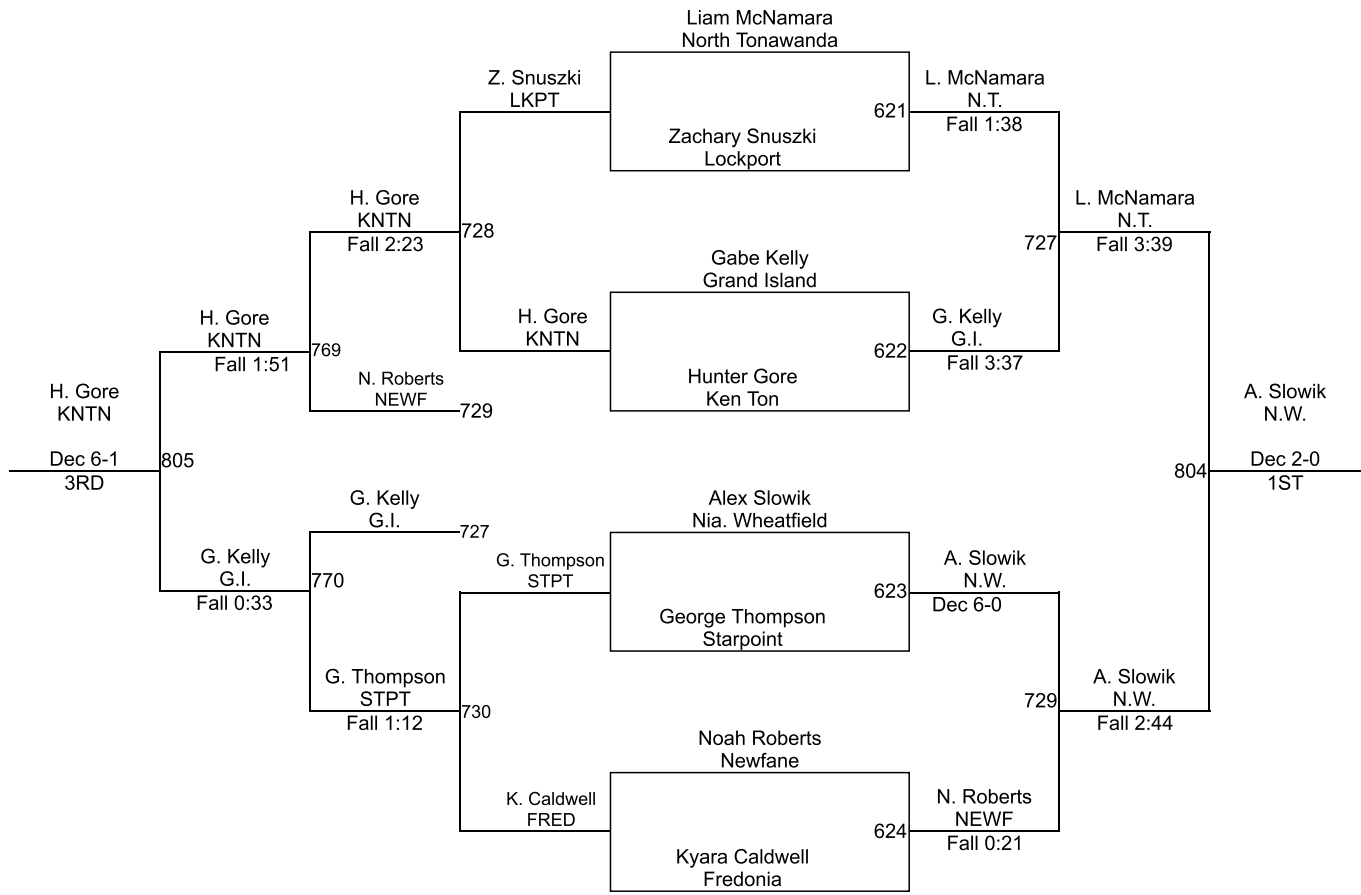 Liam McNamara
North Tonawanda
Z. Snuszki
LKPT
621
L. McNamara
N.T.
Fall 1:38
Zachary Snuszki
Lockport
H. Gore
KNTN
Fall 2:23
728
L. McNamara
N.T.
Fall 3:39
727
Gabe Kelly
Grand Island
H. Gore
KNTN
Fall 1:51
769
H. Gore
KNTN
622
G. Kelly
G.I.
Fall 3:37
N. Roberts
NEWF
729
Hunter Gore
Ken Ton
H. Gore
KNTN
Dec 6-1
3RD
805
A. Slowik
N.W.
Dec 2-0
1ST
804
G. Kelly
G.I.
727
Alex Slowik
Nia. Wheatfield
G. Kelly
G.I.
Fall 0:33
770
G. Thompson
STPT
623
A. Slowik
N.W.
Dec 6-0
George Thompson
Starpoint
G. Thompson
STPT
Fall 1:12
730
729
A. Slowik
N.W.
Fall 2:44
Noah Roberts
Newfane
K. Caldwell
FRED
624
N. Roberts
NEWF
Fall 0:21
Kyara Caldwell
Fredonia